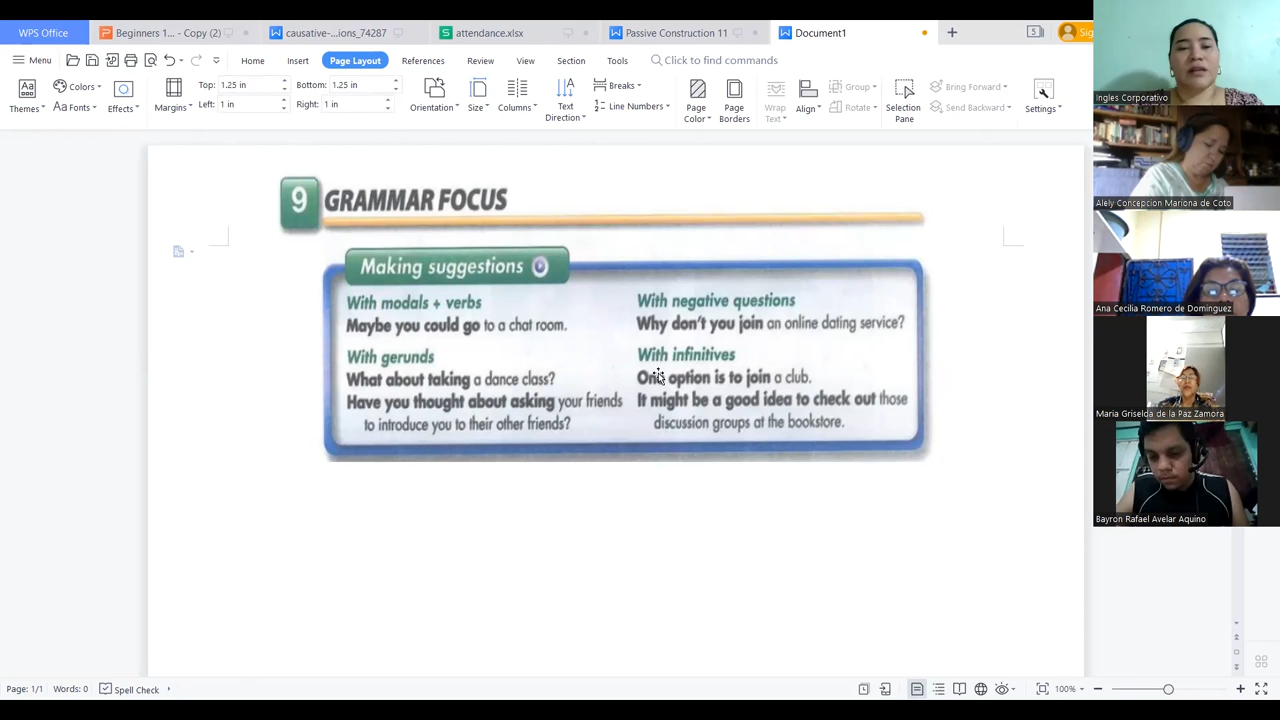 WPS Office
Beginners 1... - Copy (2)
attendance.xlsx
Passive Construction 11
Document1
Menu
Home
Insert
Page Layout
References
Review
View
Section
Tools
Click to find commands
Themes
Colors
Fonts
Effects
Margins
Top: 1.25 in
Bottom: 1.25 in
Left: 1 in
Right: 1 in
Orientation
Size
Columns
Text Direction
Breaks
Line Numbers
Page Color
Page Borders
Wrap Text
Align
Group
Rotate
Selection Pane
Bring Forward
Send Backward
Settings
9 GRAMMAR FOCUS
Making suggestions
With modals + verbs
Maybe you could go to a chat room.
With gerunds
What about taking a dance class?
Have you thought about asking your friends
to introduce you to their other friends?
With negative questions
Why don't you join an online dating service?
With infinitives
One option is to join a club.
It might be a good idea to check out those
discussion groups at the bookstore.
Ingles Corporativo
Alely Concepcion Mariona de Coto
Ana Cecilia Romero de Dominguez
Maria Griselda de la Paz Zamora
Bayron Rafael Avelar Aquino
Page: 1/1
Words: 0
Spell Check
100%